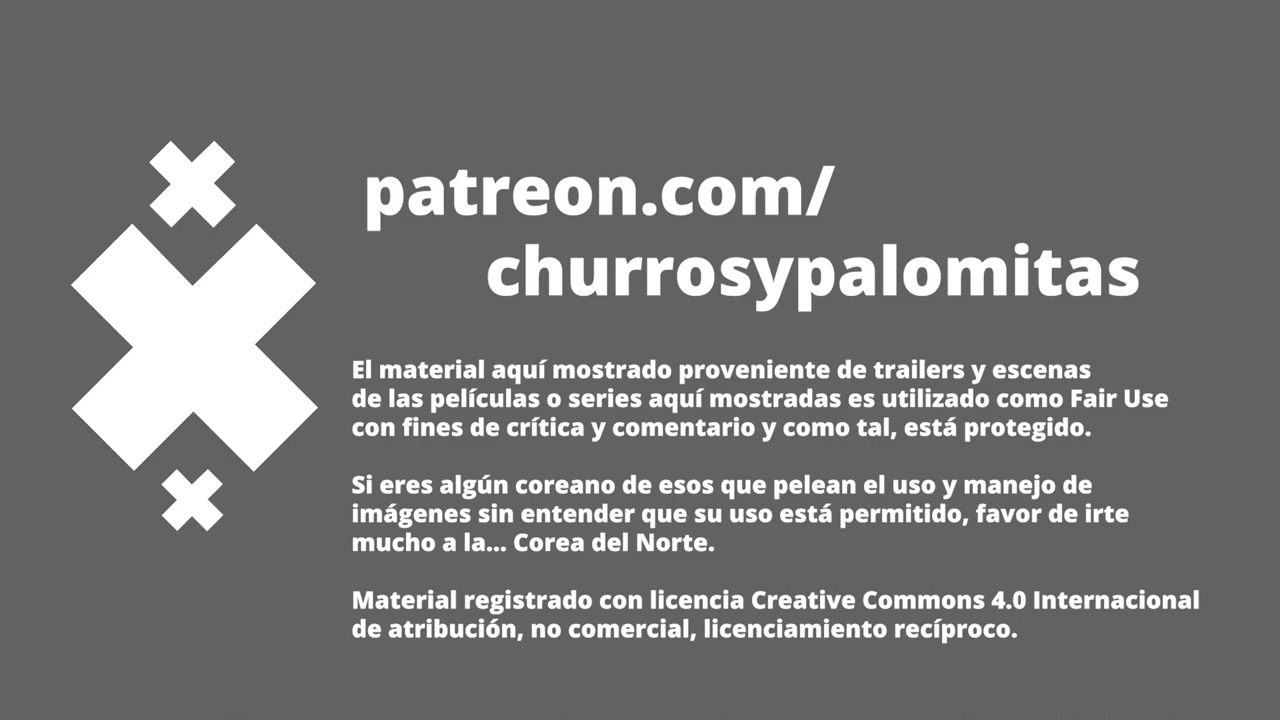 patreon.com/
churrosypalomitas
El material aquí mostrado proveniente de trailers y escenas
de las películas o series aquí mostradas es utilizado como Fair Use
con fines de crítica y comentario y como tal, está protegido.
Si eres algún coreano de esos que pelean el uso y manejo de
imágenes sin entender que su uso está permitido, favor de irte
mucho a la... Corea del Norte.
Material registrado con licencia Creative Commons 4.0 Internacional
de atribución, no comercial, licenciamiento recíproco.